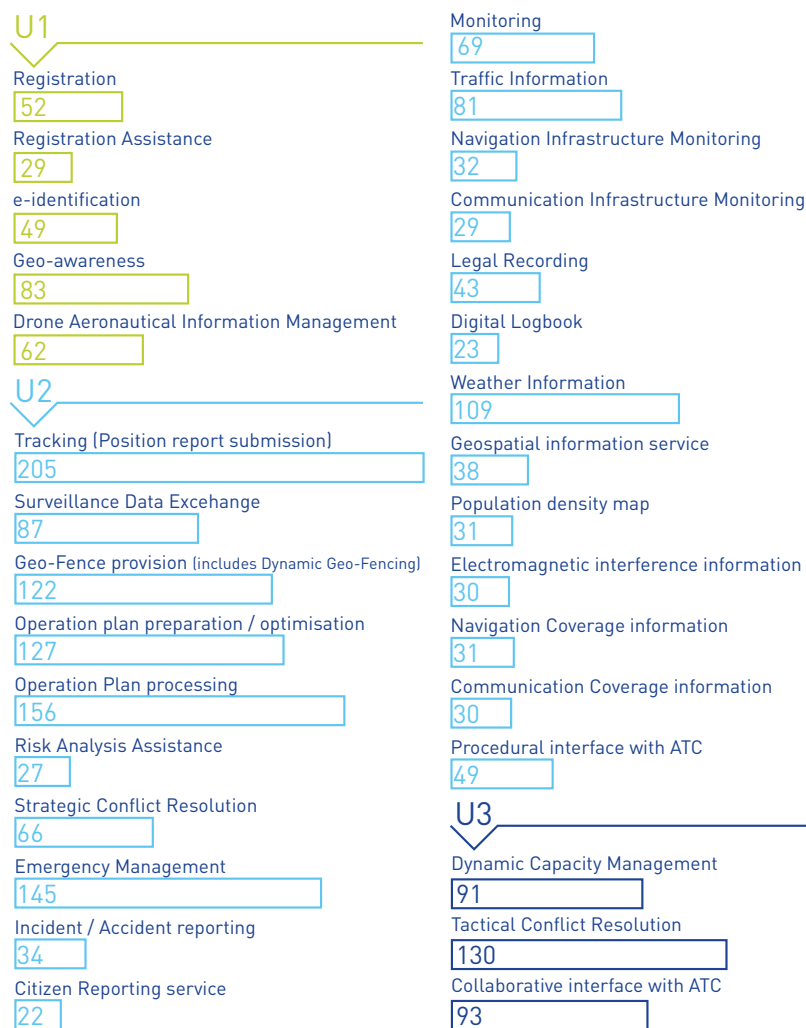 U1
Registration
52
Registration Assistance
29
e-identification
49
Geo-awareness
83
Drone Aeronautical Information Management
62
U2
Tracking (Position report submission)
205
Surveillance Data Excehange
87
Geo-Fence provision (includes Dynamic Geo-Fencing)
122
Operation plan preparation / optimisation
127
Operation Plan processing
156
Risk Analysis Assistance
27
Strategic Conflict Resolution
66
Emergency Management
145
Incident / Accident reporting
34
Citizen Reporting service
22
Monitoring
69
Traffic Information
81
Navigation Infrastructure Monitoring
32
Communication Infrastructure Monitoring
29
Legal Recording
43
Digital Logbook
23
Weather Information
109
Geospatial information service
38
Population density map
31
Electromagnetic interference information
30
Navigation Coverage information
31
Communication Coverage information
30
Procedural interface with ATC
49
U3
Dynamic Capacity Management
91
Tactical Conflict Resolution
130
Collaborative interface with ATC
93